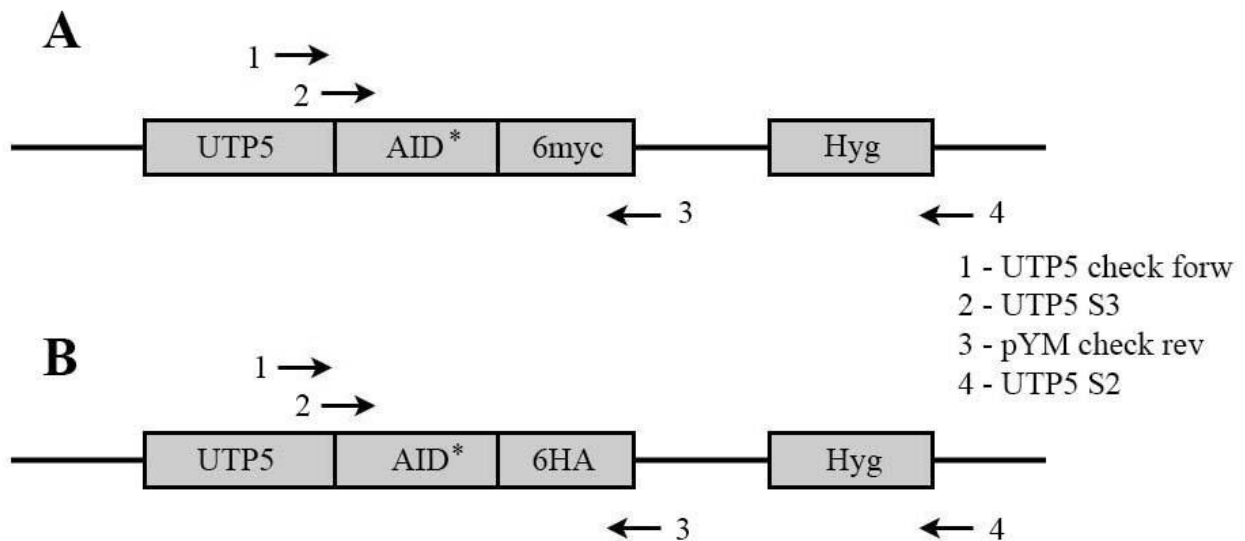 A
1
2
UTP5 AID* 6myc Hyg
3 4
1 - UTP5 check forw
2 - UTP5 S3
3 - pYM check rev
4 - UTP5 S2
B
1
2
UTP5 AID* 6HA Hyg
3 4